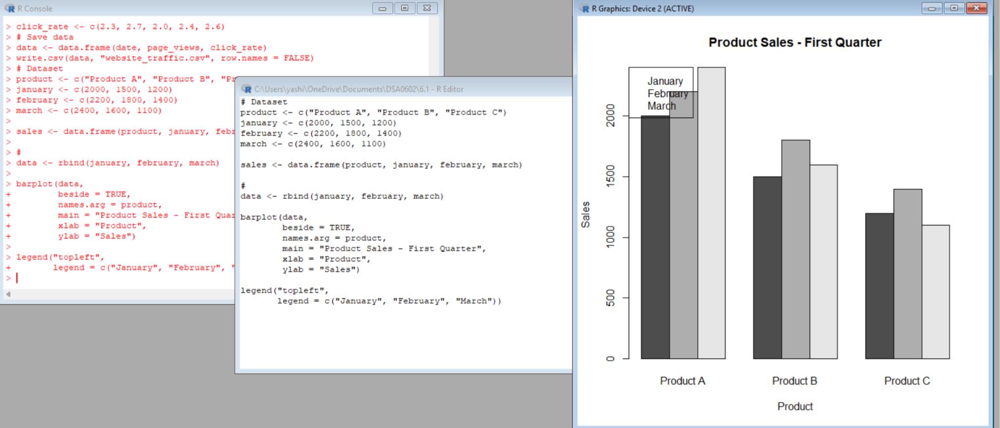 R Console
> click_rate <- c(2.3, 2.7, 2.0, 2.4, 2.6)
> # Save data
> data <- data.frame(date, page_views, click_rate)
> write.csv(data, "website_traffic.csv", row.names = FALSE)
> # Dataset
> product <- c("Product A", "Product B", "Pr
> january <- c(2000, 1500, 1200)
> february <- c(2200, 1800, 1400)
> march <- c(2400, 1600, 1100)
>
> sales <- data.frame(product, january, febr
>
> #
> data <- rbind(january, february, march)
>
> barplot(data,
+         beside = TRUE,
+         names.arg = product,
+         main = "Product Sales - First Quar
+         xlab = "Product",
+         ylab = "Sales")
>
> legend("topleft",
+        legend = c("January", "February", "
>
C:\Users\yashi\OneDrive\Documents\DSA0602\6.1 - R Editor
# Dataset
product <- c("Product A", "Product B", "Product C")
january <- c(2000, 1500, 1200)
february <- c(2200, 1800, 1400)
march <- c(2400, 1600, 1100)
sales <- data.frame(product, january, february, march)
#
data <- rbind(january, february, march)
barplot(data,
        beside = TRUE,
        names.arg = product,
        main = "Product Sales - First Quarter",
        xlab = "Product",
        ylab = "Sales")
legend("topleft",
       legend = c("January", "February", "March"))
R Graphics: Device 2 (ACTIVE)
Product Sales - First Quarter
January
February
March
2000
1500
1000
500
0
Sales
Product A Product B Product C
Product